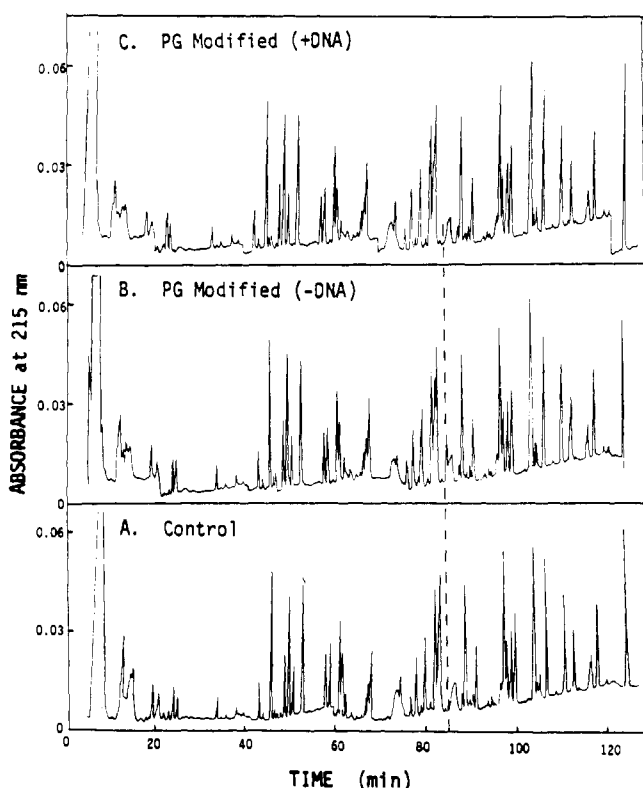 C. PG Modified (+DNA)
0.06
0.03
0
B. PG Modified (-DNA)
0.06
0.03
0
A. Control
0.06
0.03
0
ABSORBANCE at 215 nm
0 20 40 60 80 100 120
TIME (min)